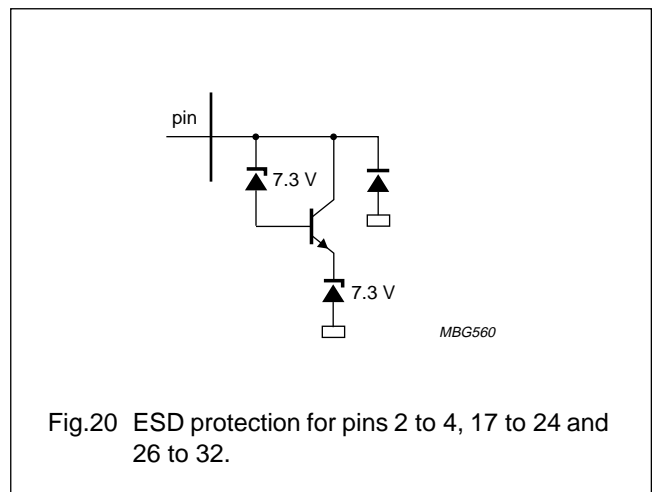 pin
7.3 V
7.3 V
MBG560
Fig.20 ESD protection for pins 2 to 4, 17 to 24 and
26 to 32.